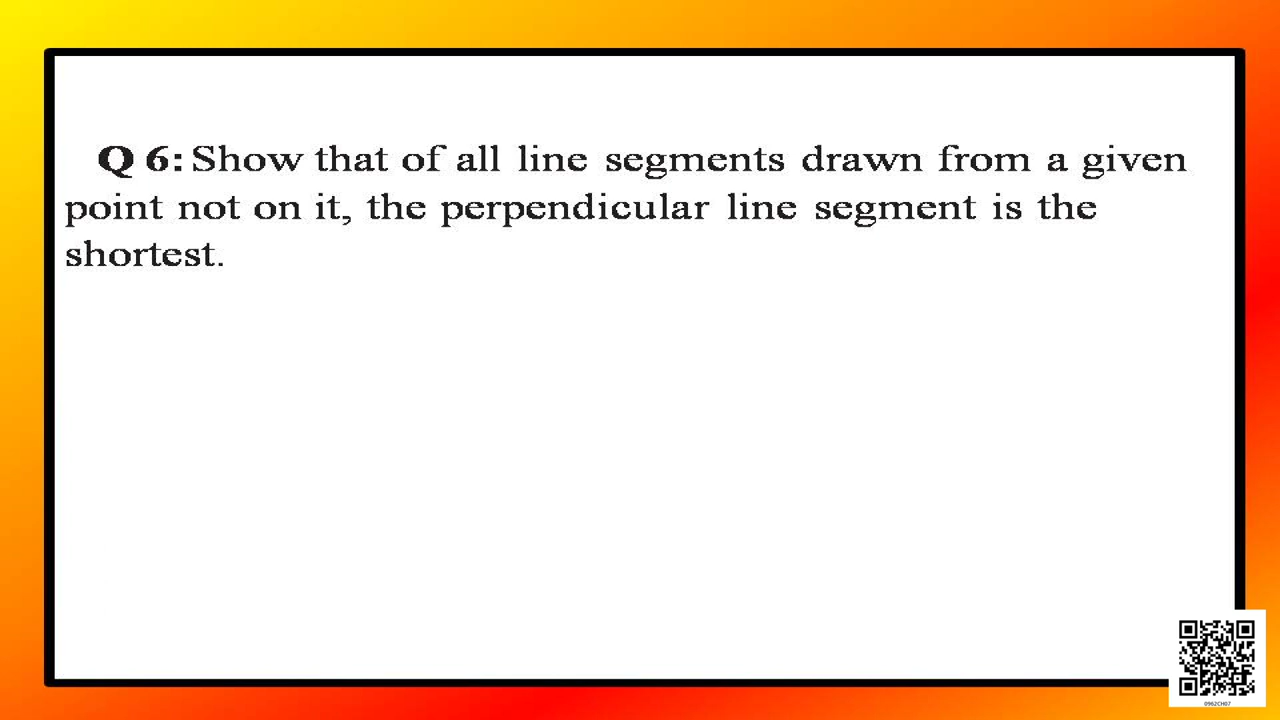 Q 6: Show that of all line segments drawn from a given
point not on it, the perpendicular line segment is the
shortest.
0962CH07